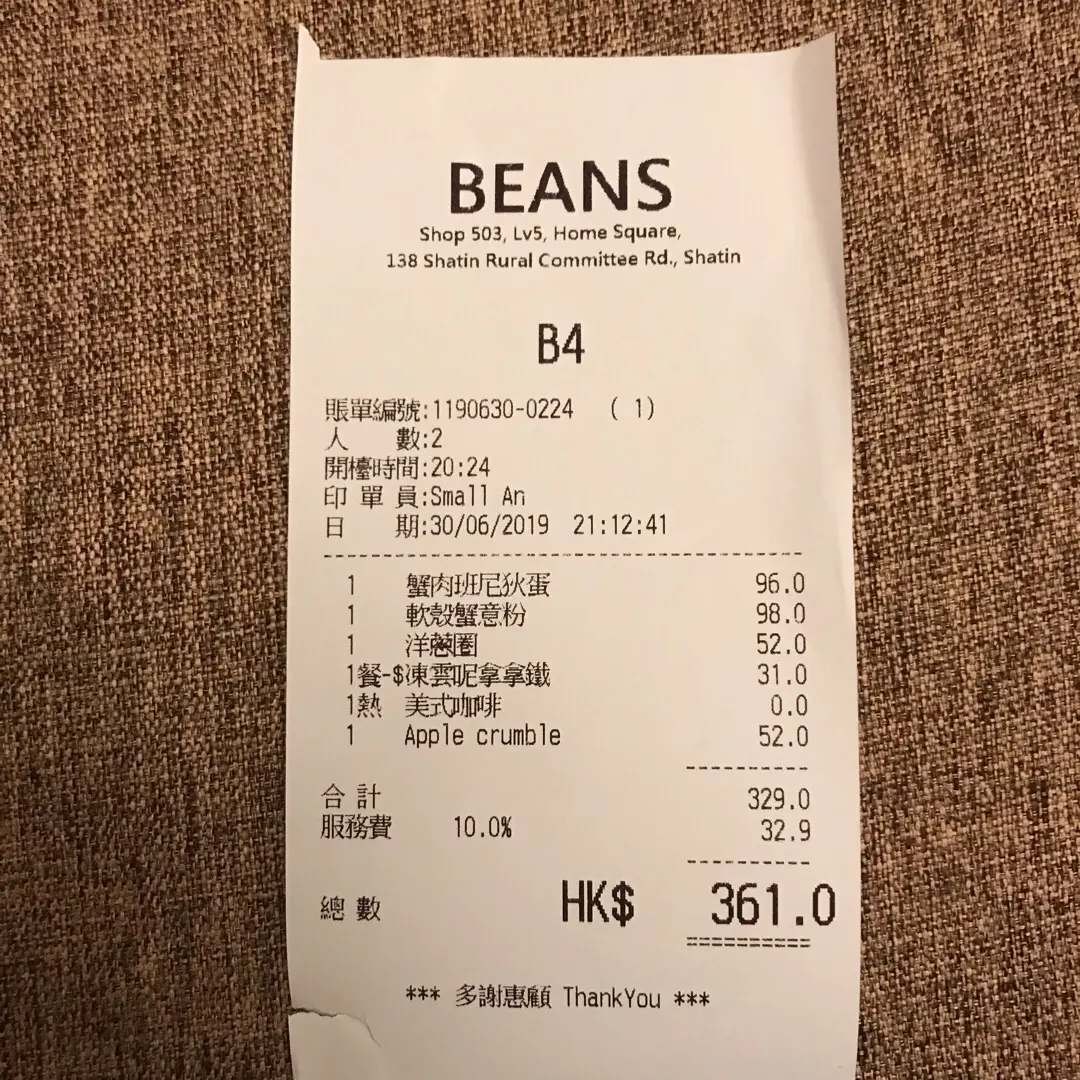 BEANS
Shop 503, Lv5, Home Square,
138 Shatin Rural Committee Rd., Shatin
B4
賬單編號:1190630-0224 ( 1)
人 數:2
開檯時間:20:24
印單員:Small An
日 期:30/06/2019 21:12:41
1 蟹肉班尼狄蛋 96.0
1 軟殼蟹意粉 98.0
1 洋蔥圈 52.0
1餐-$凍雲呢拿拿鐵 31.0
1熱 美式咖啡 0.0
1 Apple crumble 52.0
合計 329.0
服務費 10.0% 32.9
總數 HK$ 361.0
*** 多謝惠顧 ThankYou ***